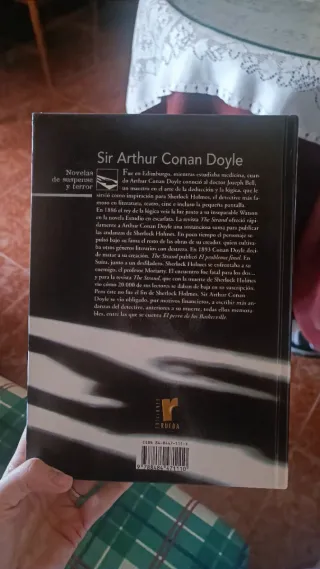 Sir Arthur Conan Doyle
Novelas
de suspense
y terror
Fue en Edimburgo, mientras estudiaba medicina, cuan-
do Arthur Conan Doyle conoció al doctor Joseph Bell,
un maestro en el arte de la deducción y la lógica, que le
sirvió como inspiración para Sherlock Holmes, el detective más fa-
moso en literatura, teatro, cine e incluso la pequeña pantalla.
En 1886 el rey de la lógica veía la luz junto a su inseparable Watson
en la novela Estudio en escarlata. La revista The Strand ofreció rápi-
damente a Arthur Conan Doyle una sustanciosa suma para publicar
las andanzas de Sherlock Holmes. En poco tiempo el personaje se
pulió bajo su fama el resto de las obras de su creador, quien cultiva-
ba otros géneros literarios con desigual. En 1893 Conan Doyle deci-
de matar a su creación. The Strand publicó El problema final. En
Suiza, junto a un desfiladero, Sherlock Holmes se enfrentaba a su
enemigo, el profesor Moriarty. El encuentro fue fatal para los dos...
y para la revista The Strand, que con la muerte de Sherlock Holmes
vio cómo 20.000 de sus lectores se daban de baja en su suscripción.
Pero éste no fue el fin de Sherlock Holmes. Sir Arthur Conan
Doyle se vio obligado, por motivos financieros, a escribir más an-
danzas del detective, anteriores a su muerte, todas ellas memora-
bles, entre las que se cuenta El perro de los Baskerville.
EDICIONES
RUEDA